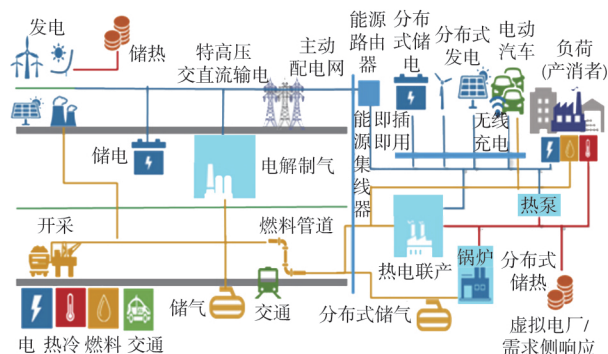 发电
储热
特高压
交直流输电
主动
配电网
能源
路由
器
分布
式储
电
分布式
发电
电动
汽车
负荷
(产消者)
储电
电解制气
能
源
集
线
器
即插
即用
无线
充电
热泵
开采
燃料管道
热电联产
锅炉
分布式
储热
储气
交通
分布式储气
虚拟电厂/
需求侧响应
电 热冷 燃料 交通